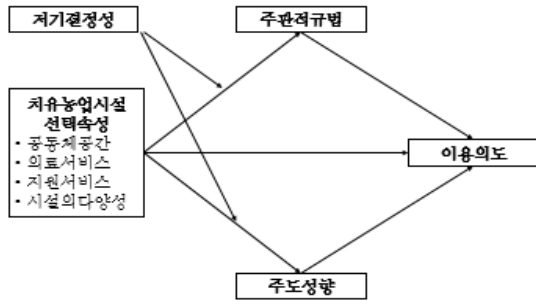 저기결정성
주관적규범
치유농업시설
선택속성
• 공동체공간
• 의료서비스
• 지원서비스
• 시설의다양성
이용의도
주도성향